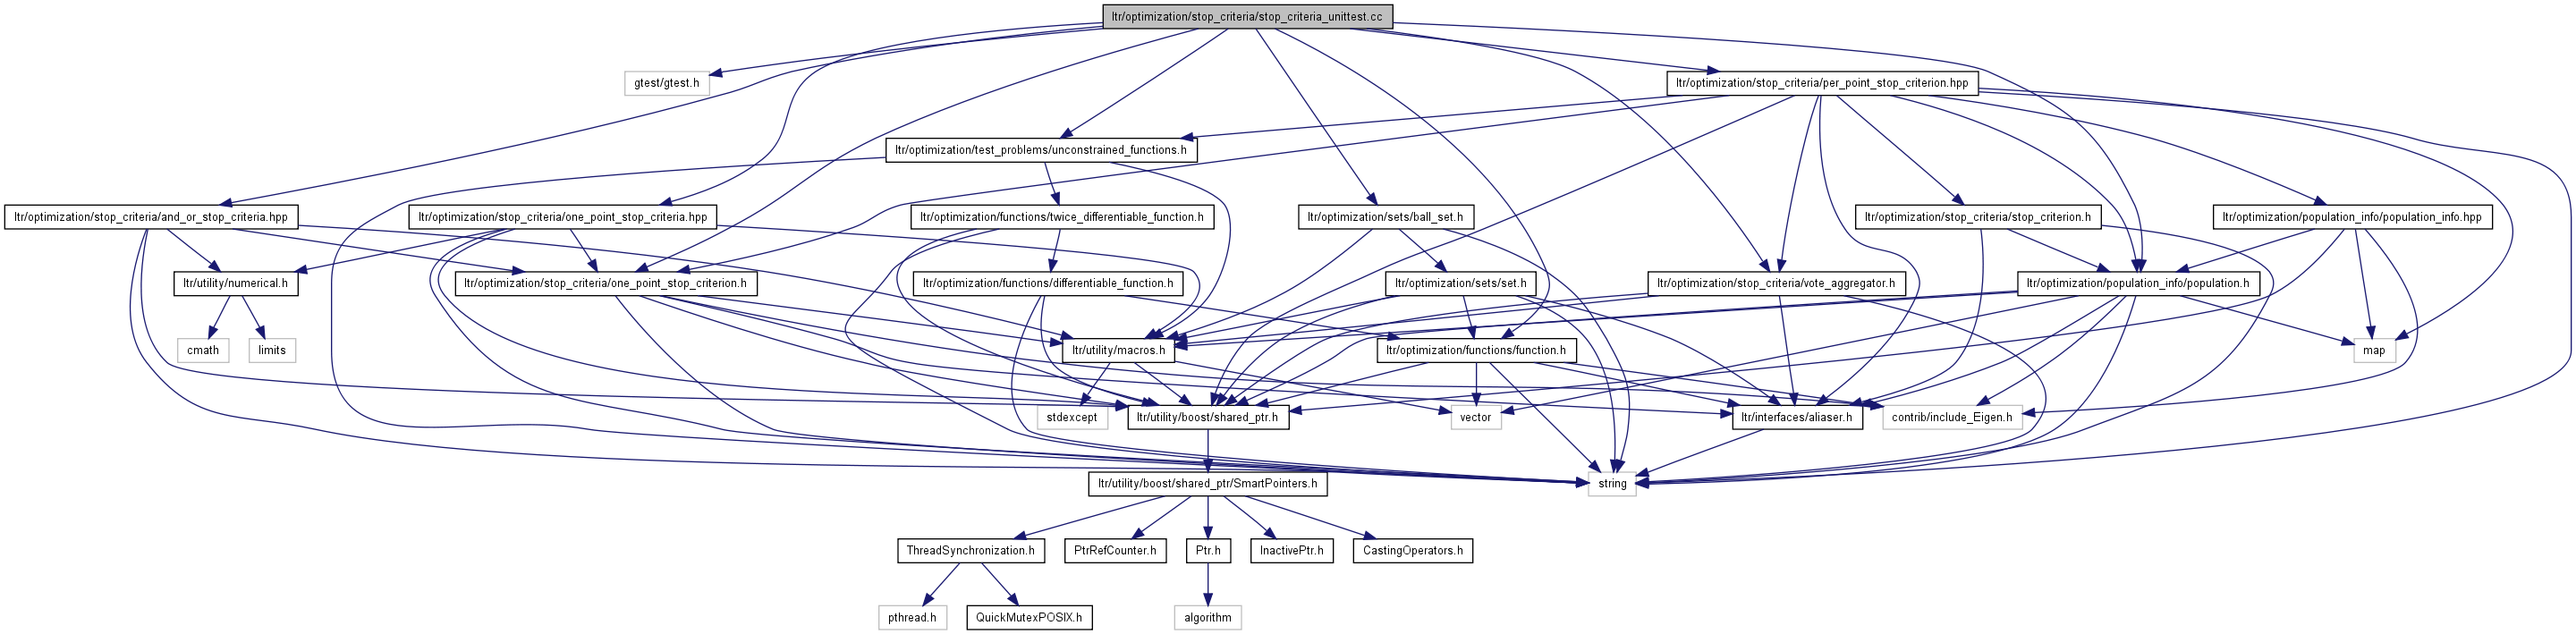 ltr/optimization/stop_criteria/stop_criteria_unittest.cc
gtest/gtest.h
ltr/optimization/stop_criteria/per_point_stop_criterion.hpp
ltr/optimization/test_problems/unconstrained_functions.h
ltr/optimization/stop_criteria/and_or_stop_criteria.hpp
ltr/optimization/stop_criteria/one_point_stop_criteria.hpp
ltr/optimization/functions/twice_differentiable_function.h
ltr/optimization/sets/ball_set.h
ltr/optimization/stop_criteria/stop_criterion.h
ltr/optimization/population_info/population_info.hpp
ltr/utility/numerical.h
ltr/optimization/stop_criteria/one_point_stop_criterion.h
ltr/optimization/functions/differentiable_function.h
ltr/optimization/sets/set.h
ltr/optimization/stop_criteria/vote_aggregator.h
ltr/optimization/population_info/population.h
cmath
limits
ltr/utility/macros.h
ltr/optimization/functions/function.h
map
stdexcept
ltr/utility/boost/shared_ptr.h
vector
ltr/interfaces/aliaser.h
contrib/include_Eigen.h
ltr/utility/boost/shared_ptr/SmartPointers.h
string
ThreadSynchronization.h
PtrRefCounter.h
Ptr.h
InactivePtr.h
CastingOperators.h
pthread.h
QuickMutexPOSIX.h
algorithm